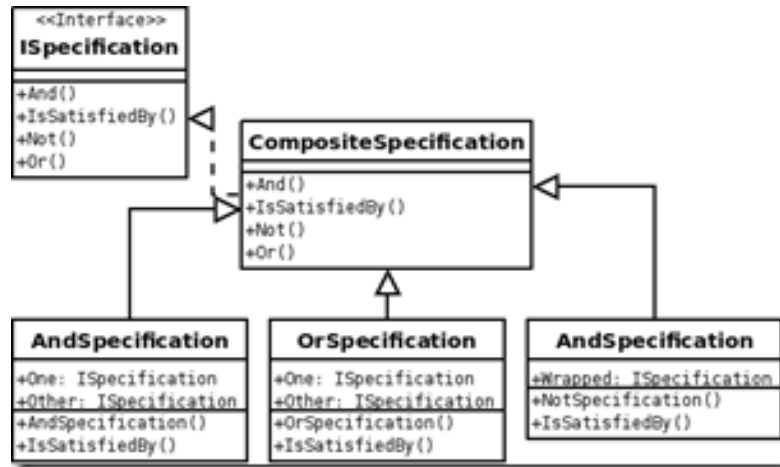 <<Interface>>
ISpecification
+And()
+IsSatisfiedBy()
+Not()
+Or()
CompositeSpecification
+And()
+IsSatisfiedBy()
+Not()
+Or()
AndSpecification
+One: ISpecification
+Other: ISpecification
+AndSpecification()
+IsSatisfiedBy()
OrSpecification
+One: ISpecification
+Other: ISpecification
+OrSpecification()
+IsSatisfiedBy()
AndSpecification
+Wrapped: ISpecification
+NotSpecification()
+IsSatisfiedBy()